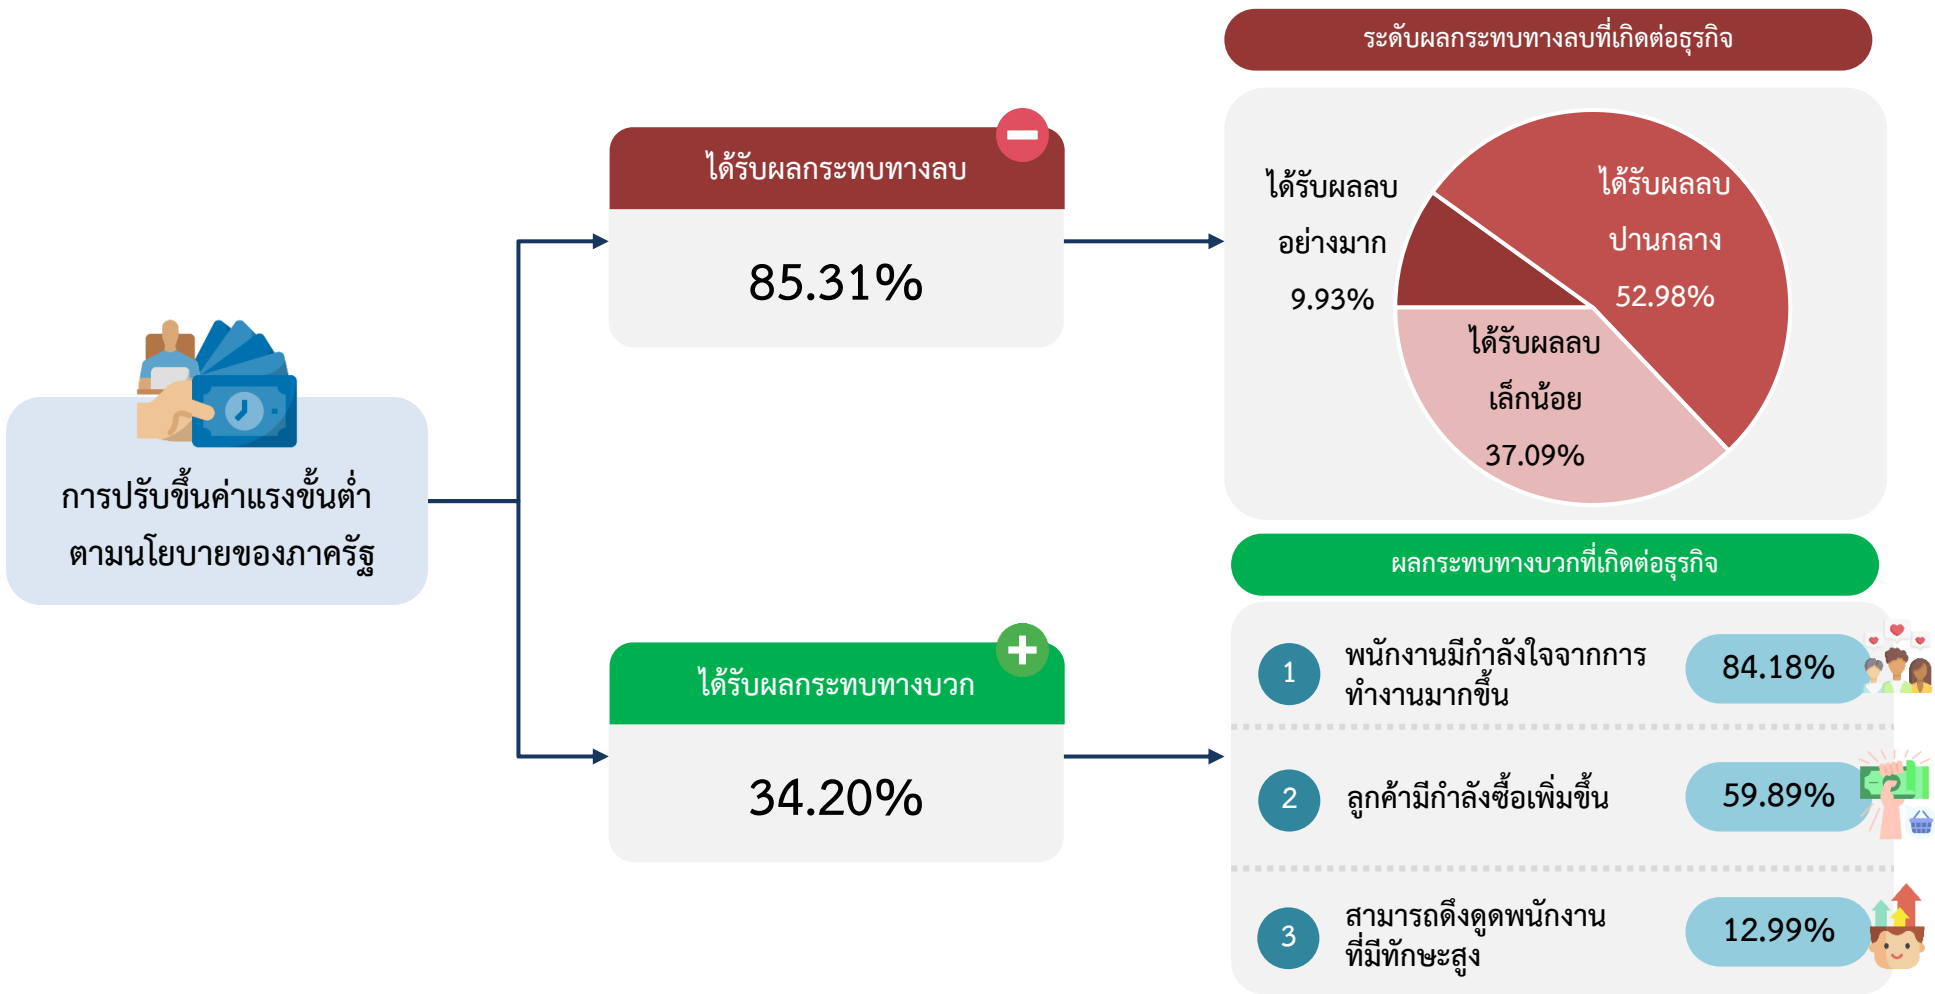 การปรับขึ้นค่าแรงขั้นต่ำ
ตามนโยบายของภาครัฐ
ได้รับผลกระทบทางลบ
85.31%
ระดับผลกระทบทางลบที่เกิดต่อธุรกิจ
ได้รับผลลบ
อย่างมาก
9.93%
ได้รับผลลบ
ปานกลาง
52.98%
ได้รับผลลบ
เล็กน้อย
37.09%
ได้รับผลกระทบทางบวก
34.20%
ผลกระทบทางบวกที่เกิดต่อธุรกิจ
1
พนักงานมีกำลังใจจากการ
ทำงานมากขึ้น
84.18%
2
ลูกค้ามีกำลังซื้อเพิ่มขึ้น
59.89%
3
สามารถดึงดูดพนักงาน
ที่มีทักษะสูง
12.99%